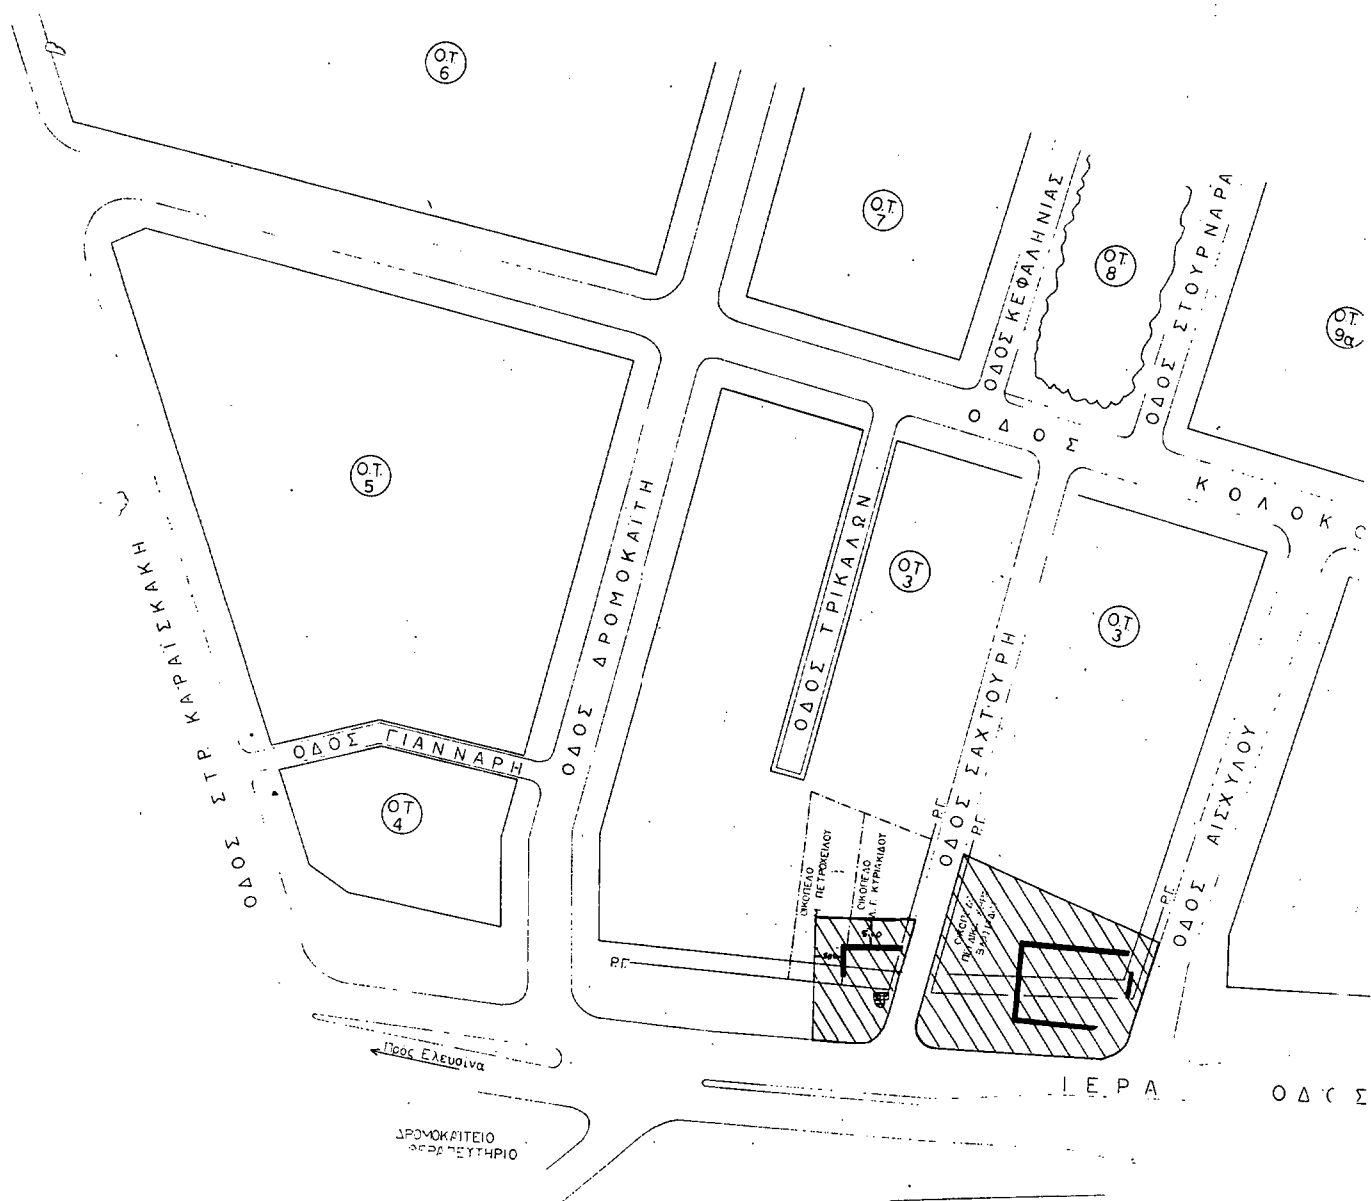 Ο.Τ. 6
Ο.Τ. 7
Ο.Τ. 8
Ο.Τ. 9α
ΟΔΟΣ ΚΕΦΑΛΗΝΙΑΣ
ΟΔΟΣ ΣΤΟΥΡΝΑΡΑ
ΟΔΟΣ ΚΟΛΟΚΟ
Ο.Τ. 5
Ο.Τ. 3
Ο.Τ. 3
ΟΔΟΣ ΣΤΡ. ΚΑΡΑΪΣΚΑΚΗ
ΟΔΟΣ ΔΡΟΜΟΚΑΪΤΗ
ΟΔΟΣ ΤΡΙΚΑΛΩΝ
ΟΔΟΣ ΣΑΧΤΟΥΡΗ
ΟΔΟΣ ΑΙΣΧΥΛΟΥ
ΟΔΟΣ ΓΙΑΝΝΑΡΗ
Ο.Τ 4
Ρ.Γ.
Ρ.Γ.
Ρ.Γ.
Ρ.Γ.
ΟΙΚΟΠΕΔΟ
ΠΕΤΡΟΧΕΙΛΟΥ
ΟΙΚΟΠΕΔΟ
Λ. Γ. ΚΥΡΙΑΚΙΔΟΥ
Προς Ελευσίνα
ΙΕΡΑ ΟΔΟΣ
ΔΡΟΜΟΚΑΪΤΕΙΟ
ΘΕΡΑΠΕΥΤΗΡΙΟ